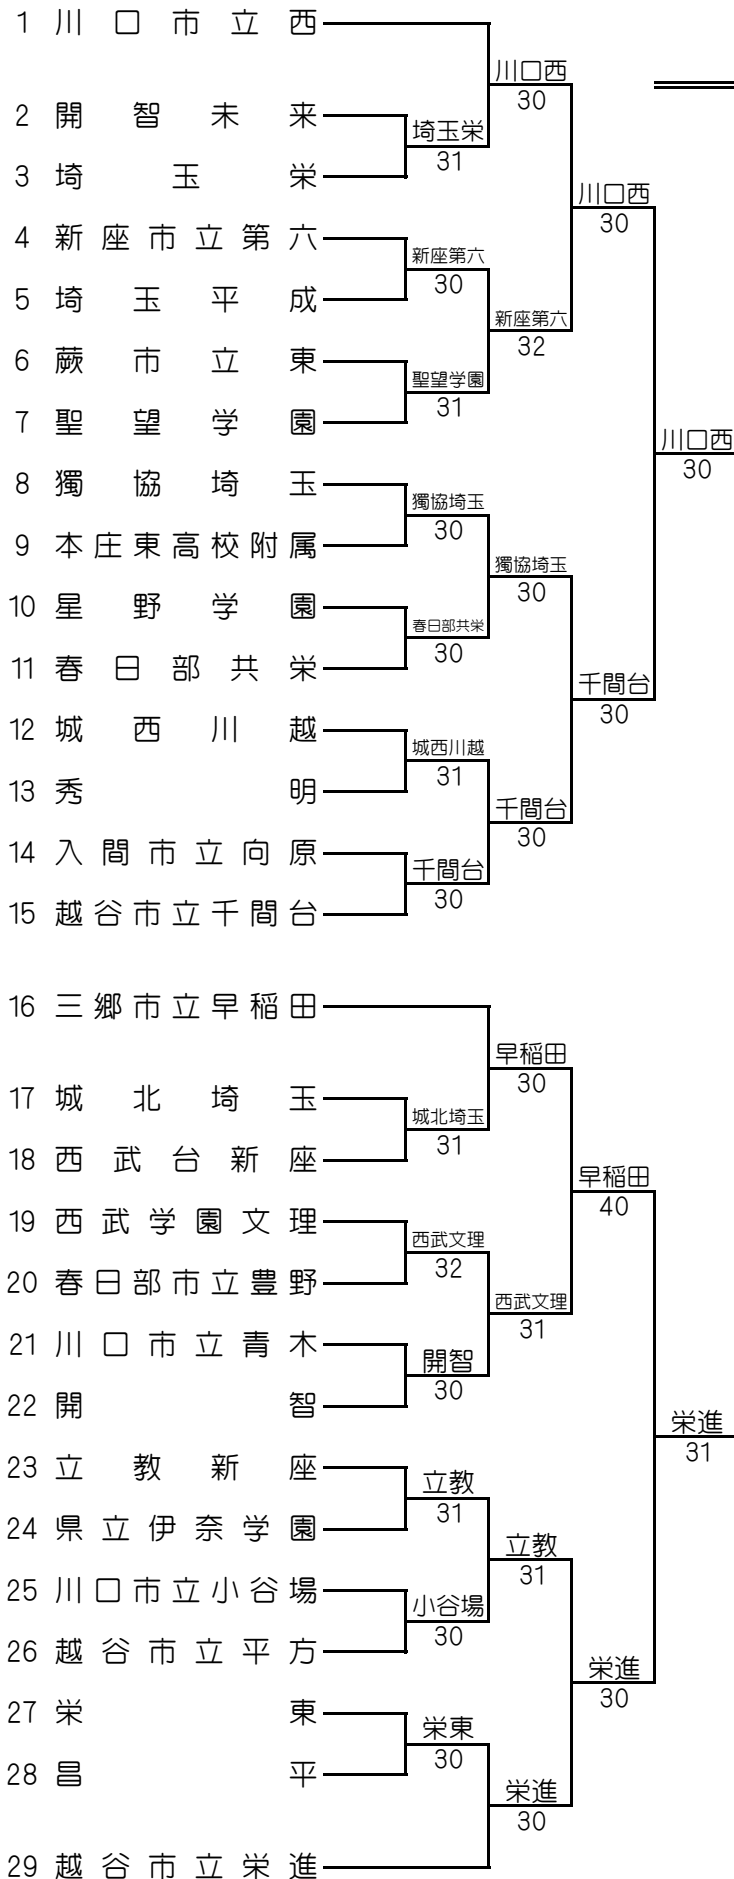 1 川口市立西
川口西
30
2 開智未来
埼玉栄
31
3 埼玉栄
川口西
30
4 新座市立第六
新座第六
30
5 埼玉平成
新座第六
32
6 蕨市立東
聖望学園
31
7 聖望学園
川口西
30
8 獨協埼玉
獨協埼玉
30
9 本庄東高校附属
獨協埼玉
30
10 星野学園
春日部共栄
30
11 春日部共栄
千間台
30
12 城西川越
城西川越
31
13 秀明
千間台
30
14 入間市立向原
千間台
30
15 越谷市立千間台
16 三郷市立早稲田
早稲田
30
17 城北埼玉
城北埼玉
31
18 西武台新座
早稲田
40
19 西武学園文理
西武文理
32
20 春日部市立豊野
西武文理
31
21 川口市立青木
開智
30
22 開智
栄進
31
23 立教新座
立教
31
24 県立伊奈学園
立教
31
25 川口市立小谷場
小谷場
30
26 越谷市立平方
栄進
30
27 栄東
栄東
30
28 昌平
栄進
30
29 越谷市立栄進